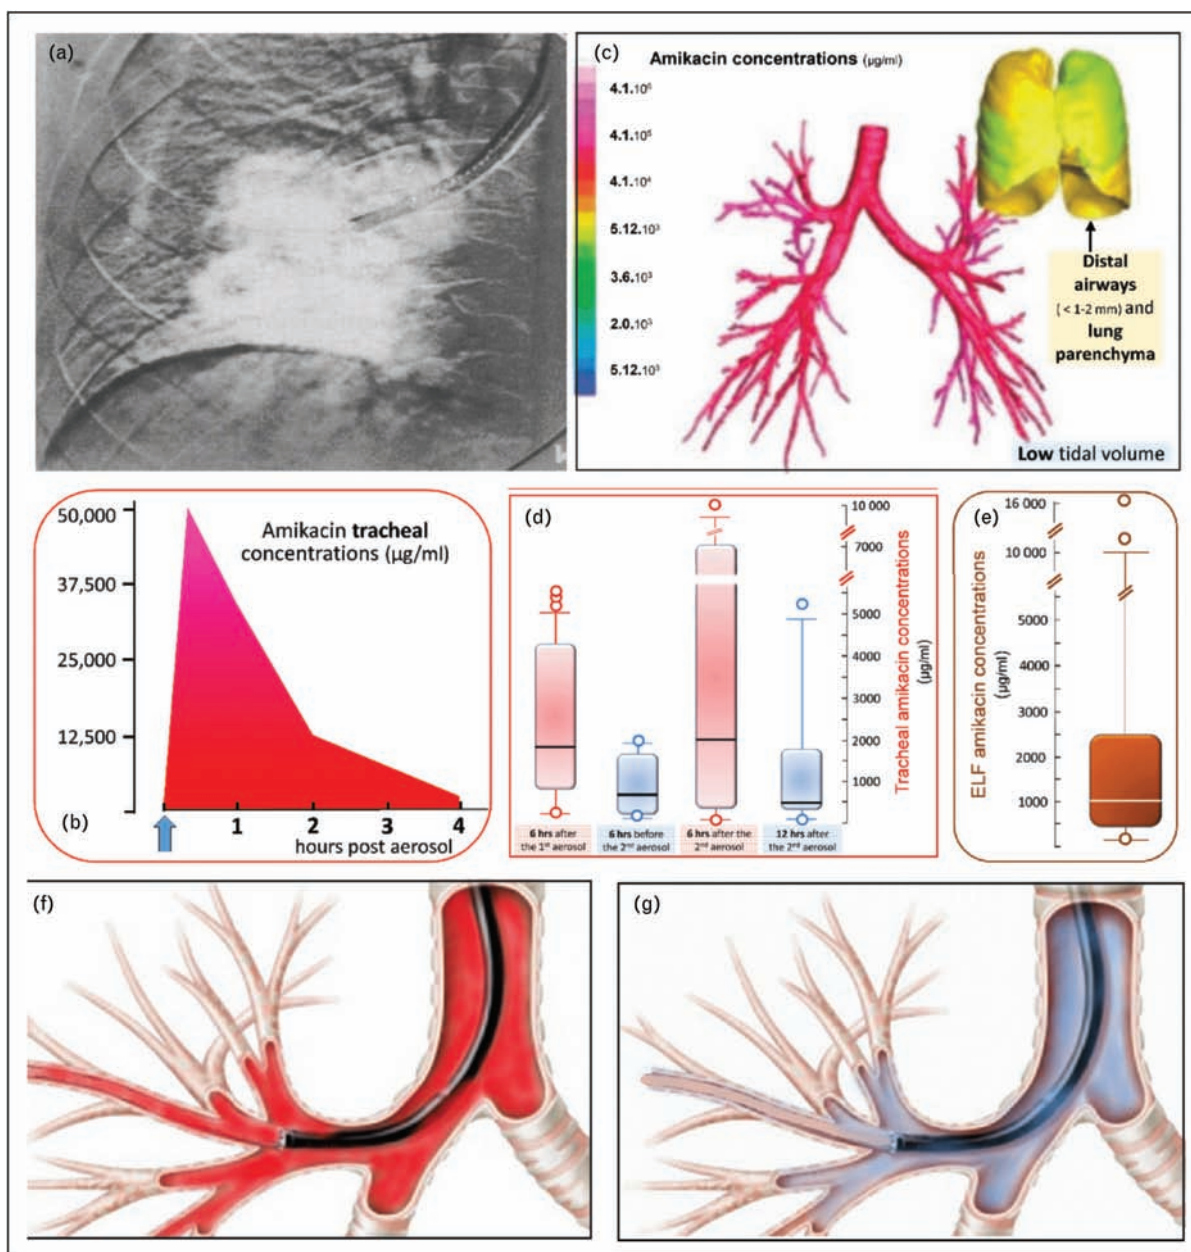 (a)
(c)
Amikacin concentrations (µg/ml)
4.1.10⁶
4.1.10⁵
4.1.10⁴
5.12.10³
3.6.10³
2.0.10³
5.12.10³
Distal
airways
( < 1-2 mm) and
lung
parenchyma
Low tidal volume
(b)
Amikacin tracheal
concentrations (µg/ml)
50,000
37,500
25,000
12,500
1
2
3
4
hours post aerosol
(d)
10 000
7000
5000
4000
3000
2000
1000
Tracheal amikacin concentrations
(µg/ml)
6 hrs after
the 1st aerosol
6 hrs before
the 2nd aerosol
6 hrs after the
2nd aerosol
12 hrs after
the 2nd aerosol
(e)
16 000
10 000
5000
4000
3000
2000
1000
ELF amikacin concentrations
(µg/ml)
(f)
(g)